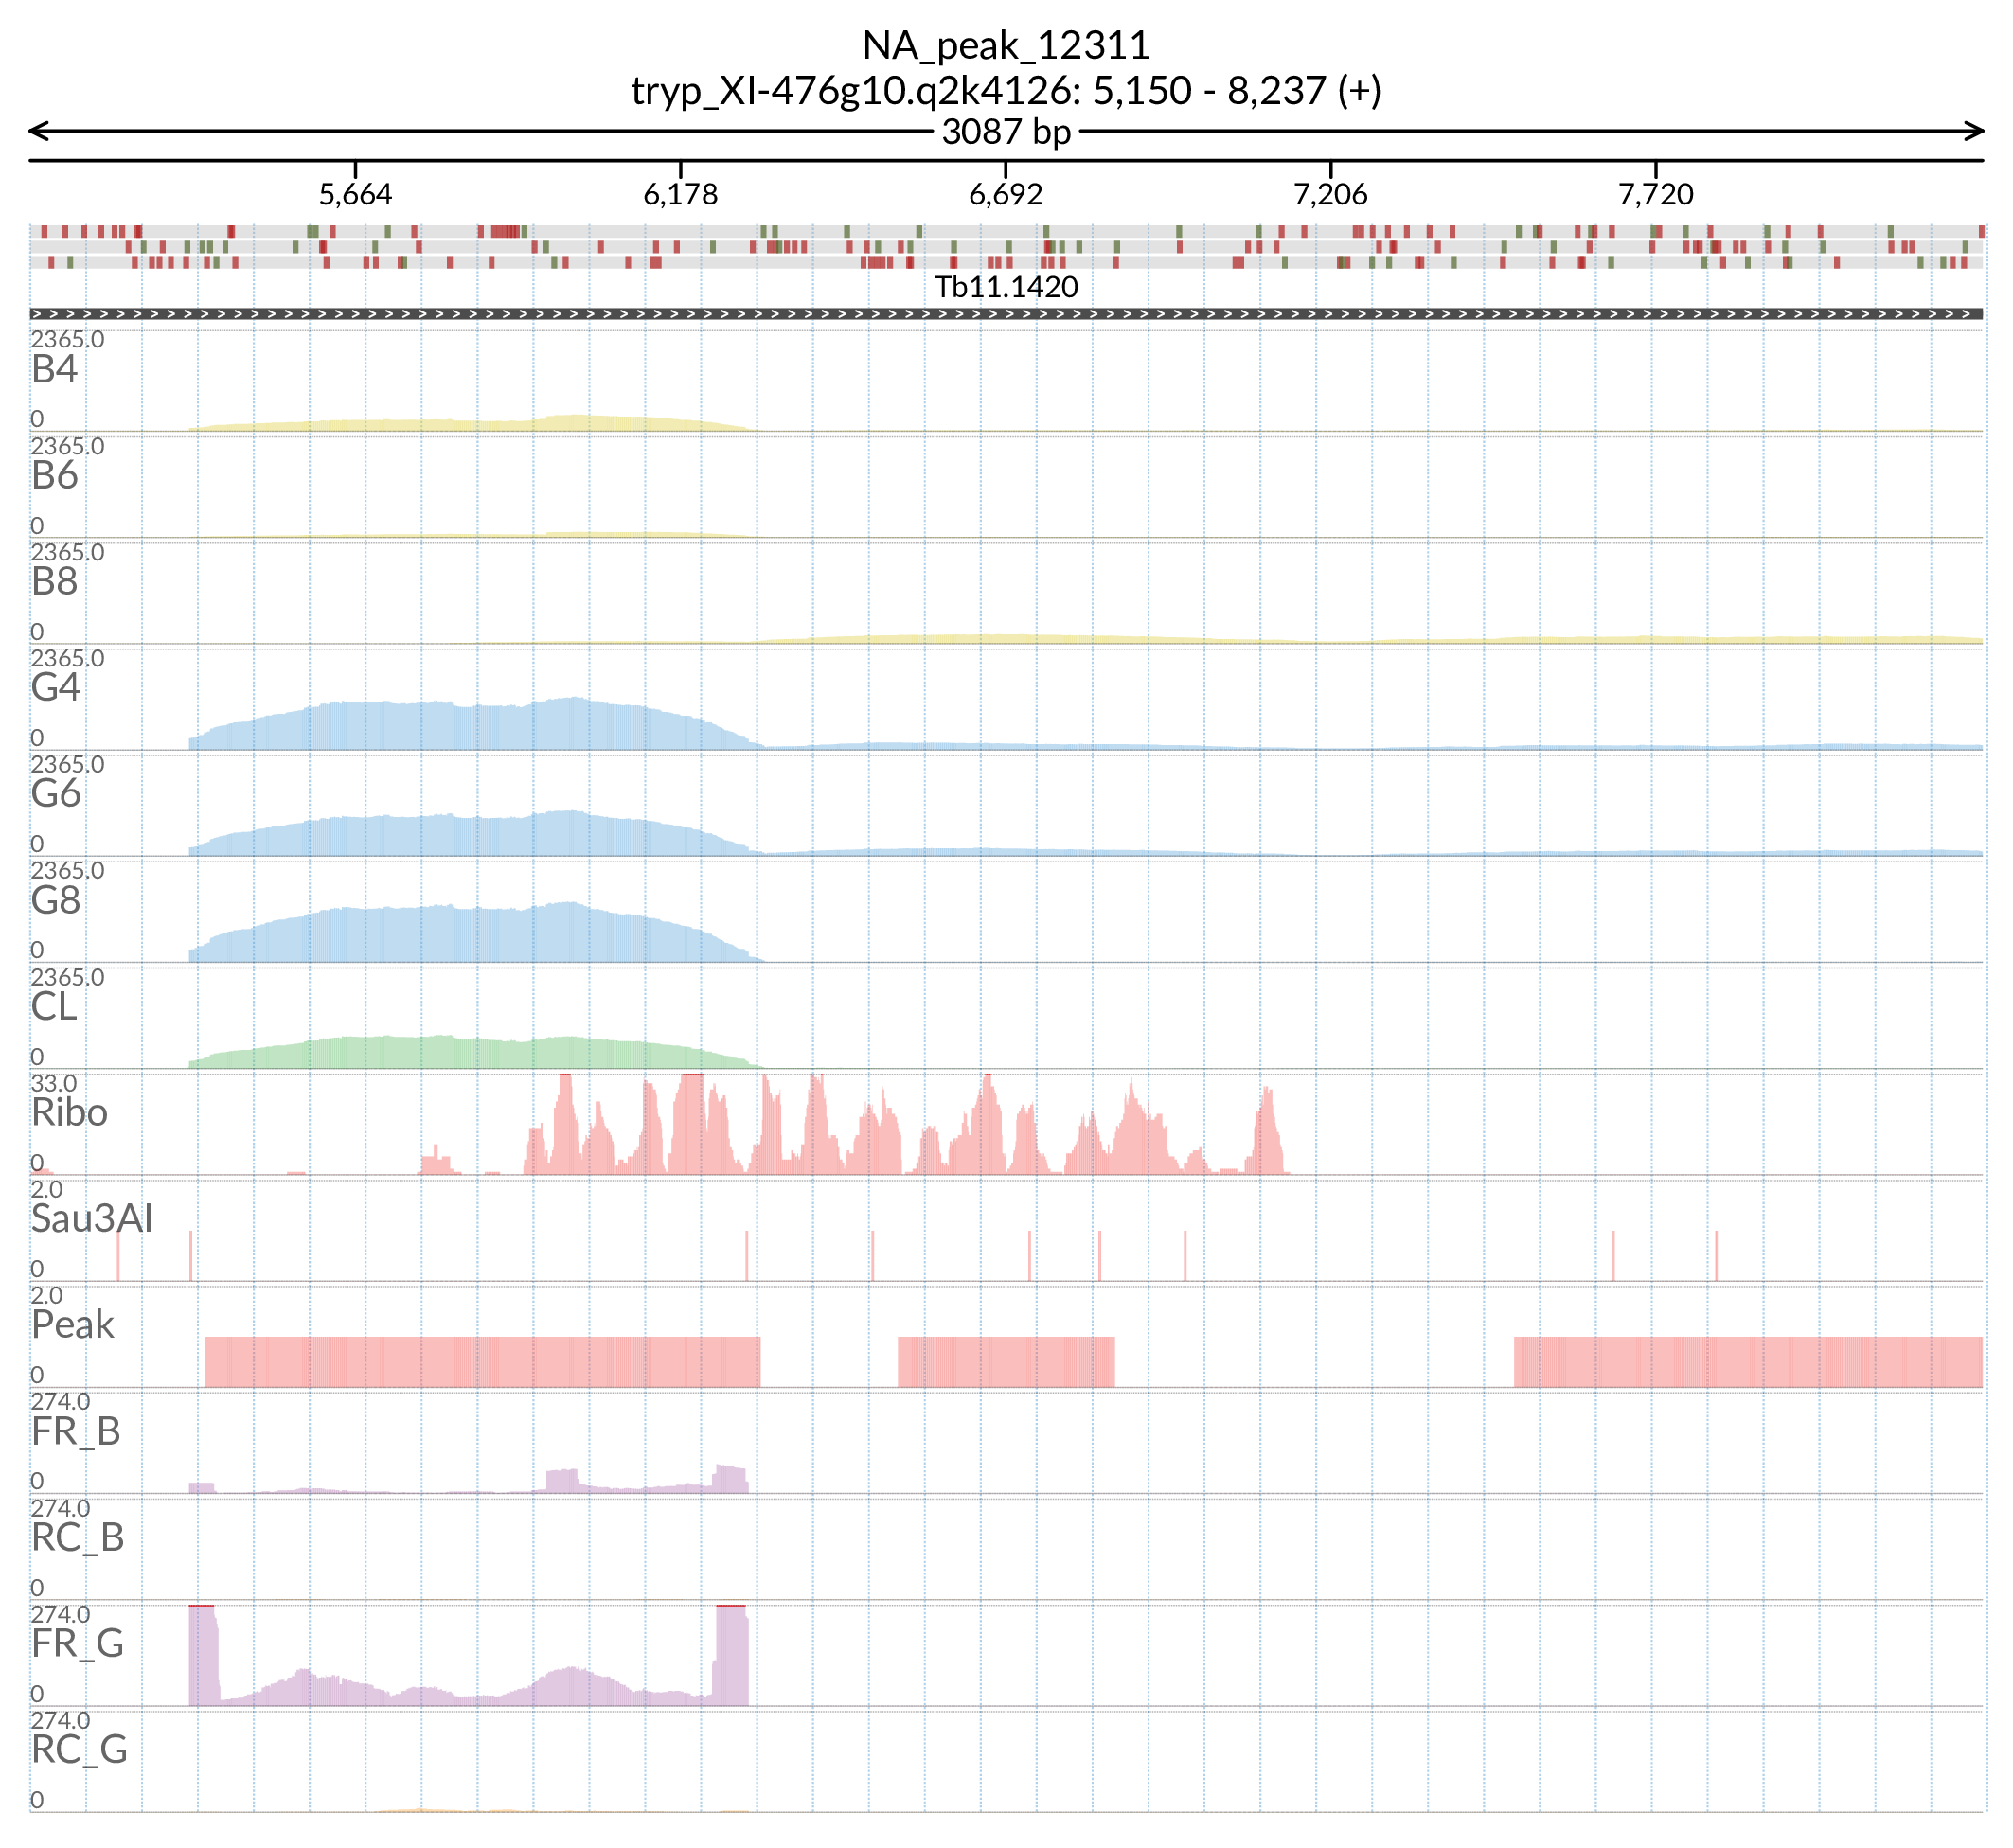 NA_peak_12311
tryp_XI-476g10.q2k4126: 5,150 - 8,237 (+)
3087 bp
5,664 6,178 6,692 7,206 7,720
Tb11.1420
2365.0
B4
0
2365.0
B6
0
2365.0
B8
0
2365.0
G4
0
2365.0
G6
0
2365.0
G8
0
2365.0
CL
0
33.0
Ribo
0
2.0
Sau3AI
0
2.0
Peak
0
274.0
FR_B
0
274.0
RC_B
0
274.0
FR_G
0
274.0
RC_G
0